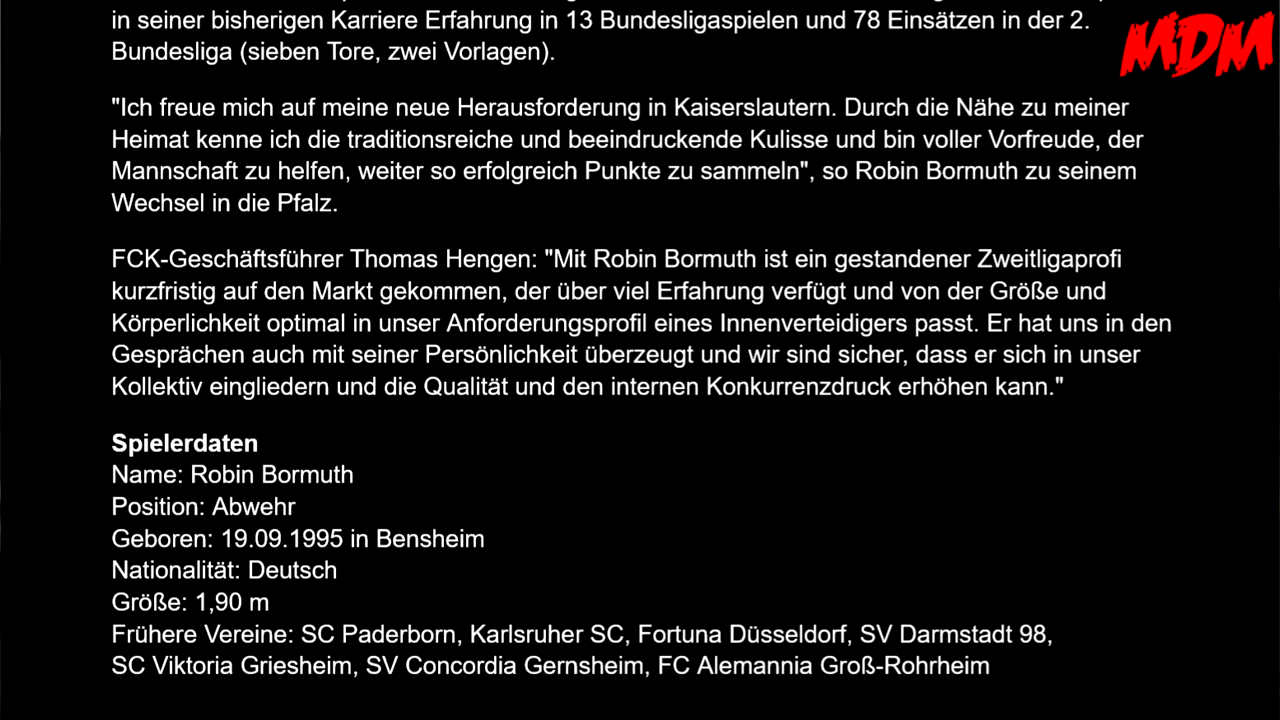 in seiner bisherigen Karriere Erfahrung in 13 Bundesligaspielen und 78 Einsätzen in der 2.
Bundesliga (sieben Tore, zwei Vorlagen).
MDM
"Ich freue mich auf meine neue Herausforderung in Kaiserslautern. Durch die Nähe zu meiner
Heimat kenne ich die traditionsreiche und beeindruckende Kulisse und bin voller Vorfreude, der
Mannschaft zu helfen, weiter so erfolgreich Punkte zu sammeln", so Robin Bormuth zu seinem
Wechsel in die Pfalz.
FCK-Geschäftsführer Thomas Hengen: "Mit Robin Bormuth ist ein gestandener Zweitligaprofi
kurzfristig auf den Markt gekommen, der über viel Erfahrung verfügt und von der Größe und
Körperlichkeit optimal in unser Anforderungsprofil eines Innenverteidigers passt. Er hat uns in den
Gesprächen auch mit seiner Persönlichkeit überzeugt und wir sind sicher, dass er sich in unser
Kollektiv eingliedern und die Qualität und den internen Konkurrenzdruck erhöhen kann."
Spielerdaten
Name: Robin Bormuth
Position: Abwehr
Geboren: 19.09.1995 in Bensheim
Nationalität: Deutsch
Größe: 1,90 m
Frühere Vereine: SC Paderborn, Karlsruher SC, Fortuna Düsseldorf, SV Darmstadt 98,
SC Viktoria Griesheim, SV Concordia Gernsheim, FC Alemannia Groß-Rohrheim